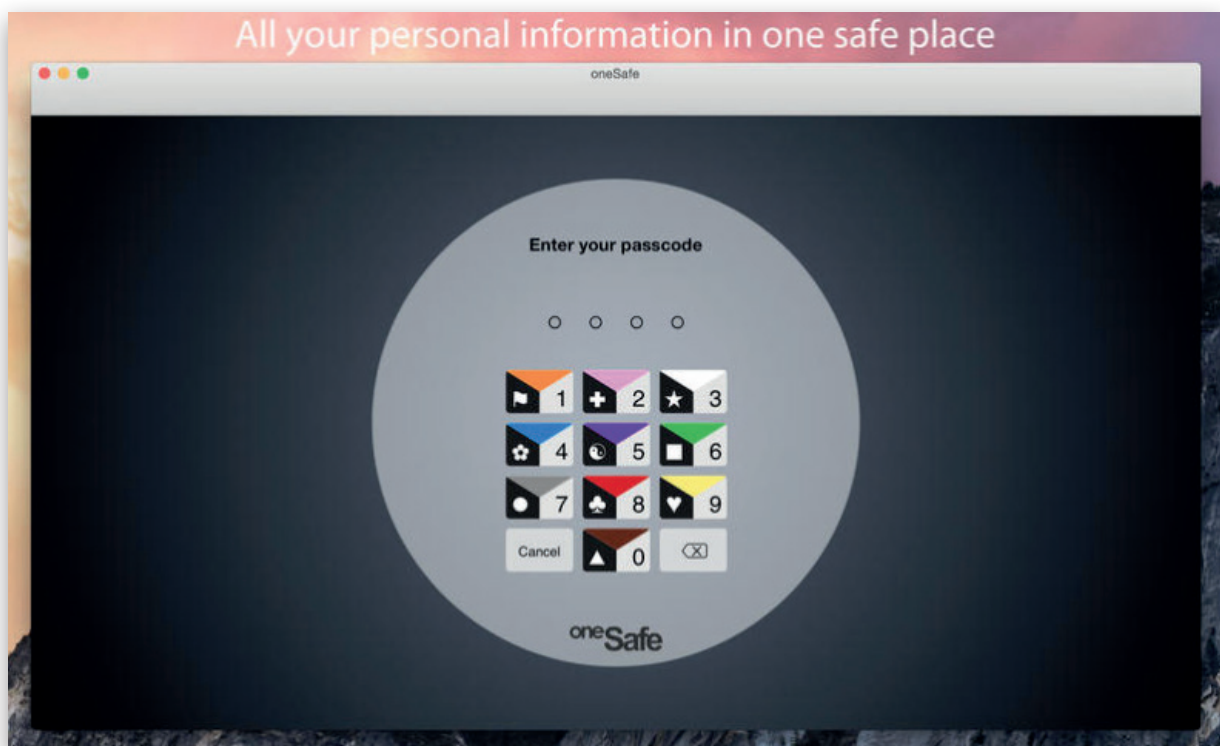 All your personal information in one safe place
oneSafe
Enter your passcode
1 2 3
4 5 6
7 8 9
Cancel 0
oneSafe